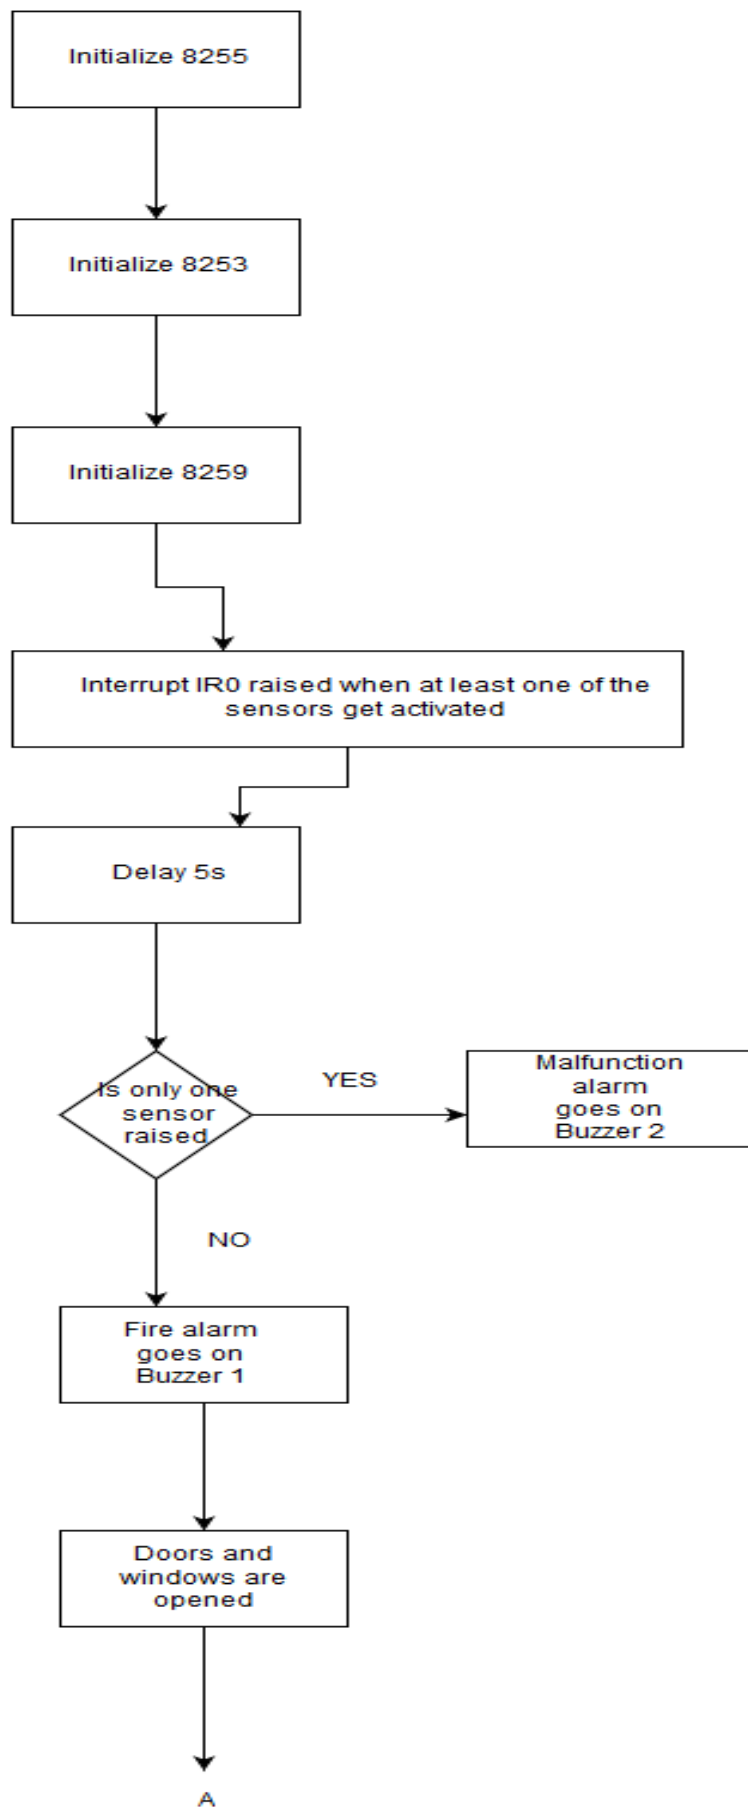 Initialize 8255
Initialize 8253
Initialize 8259
Interrupt IR0 raised when at least one of the
sensors get activated
Delay 5s
Is only one
sensor
raised
YES
Malfunction
alarm
goes on
Buzzer 2
NO
Fire alarm
goes on
Buzzer 1
Doors and
windows are
opened
A